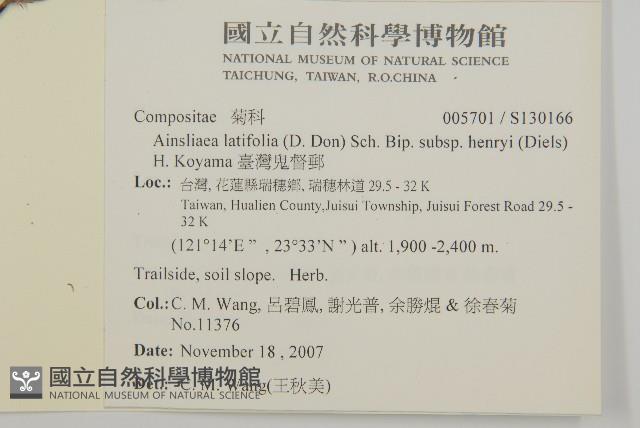 國立自然科學博物館
NATIONAL MUSEUM OF NATURAL SCIENCE
TAICHUNG, TAIWAN, R.O.CHINA
Compositae 菊科 005701 / S130166
Ainsliaea latifolia (D. Don) Sch. Bip. subsp. henryi (Diels)
H. Koyama 臺灣鬼督郵
Loc.: 台灣, 花蓮縣瑞穗鄉, 瑞穗林道 29.5 - 32 K
Taiwan, Hualien County,Juisui Township, Juisui Forest Road 29.5 -
32 K
(121°14'E ” , 23°33'N ” ) alt. 1,900 -2,400 m.
Trailside, soil slope. Herb.
Col.: C. M. Wang, 呂碧鳳, 謝光普, 余勝焜 & 徐春菊
No.11376
Date: November 18 , 2007
Det.: C. M. Wang(王秋美)
國立自然科學博物館
NATIONAL MUSEUM OF NATURAL SCIENCE